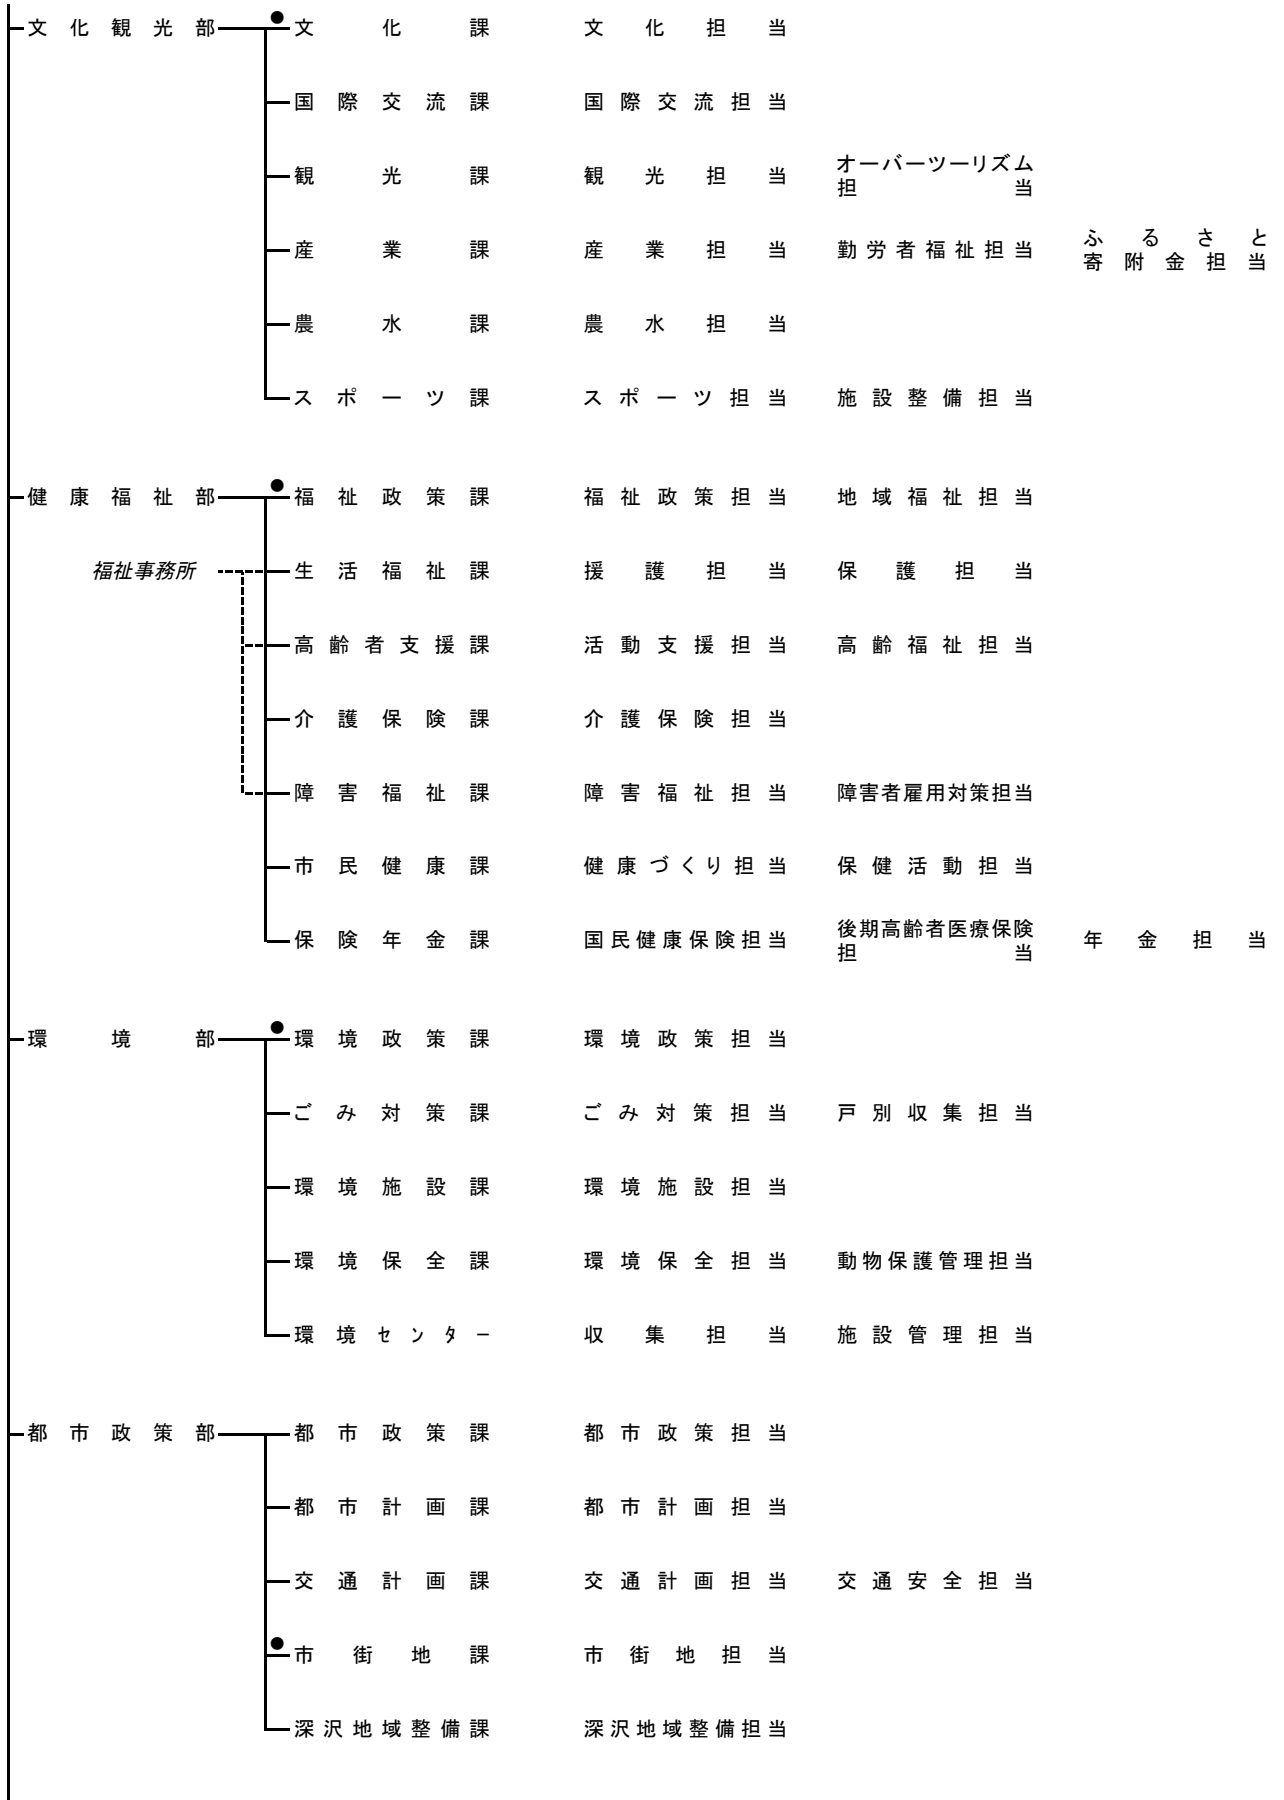 文化観光部 ● 文化課 文化担当
国際交流課 国際交流担当
観光課 観光担当 オーバーツーリズム
担当
産業課 産業担当 勤労者福祉担当 ふるさと
寄附金担当
農水課 農水担当
スポーツ課 スポーツ担当 施設整備担当
健康福祉部 ● 福祉政策課 福祉政策担当 地域福祉担当
福祉事務所 生活福祉課 援護担当 保護担当
高齢者支援課 活動支援担当 高齢福祉担当
介護保険課 介護保険担当
障害福祉課 障害福祉担当 障害者雇用対策担当
市民健康課 健康づくり担当 保健活動担当
保険年金課 国民健康保険担当 後期高齢者医療保険
担当 年金担当
環境部 ● 環境政策課 環境政策担当
ごみ対策課 ごみ対策担当 戸別収集担当
環境施設課 環境施設担当
環境保全課 環境保全担当 動物保護管理担当
環境センター 収集担当 施設管理担当
都市政策部 都市政策課 都市政策担当
都市計画課 都市計画担当
交通計画課 交通計画担当 交通安全担当
● 市街地課 市街地担当
深沢地域整備課 深沢地域整備担当